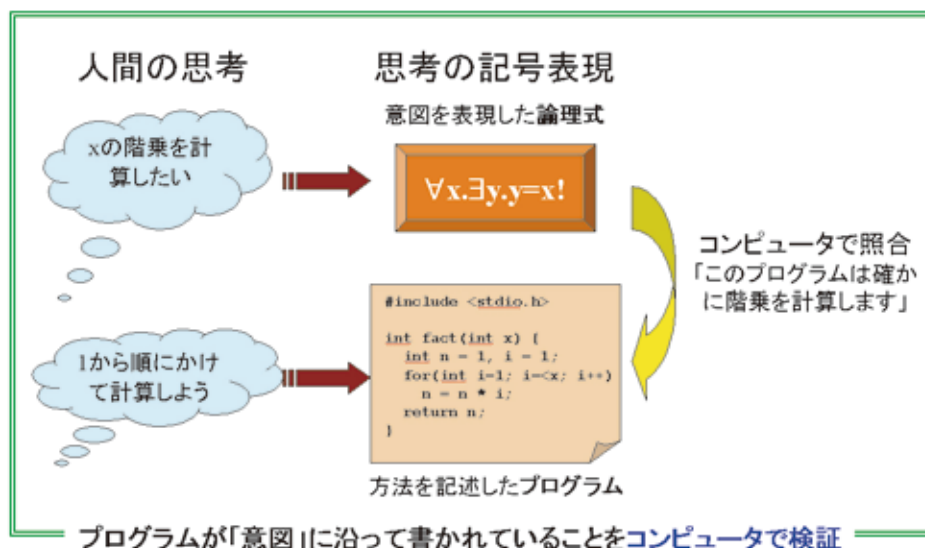 人間の思考
思考の記号表現
意図を表現した論理式
xの階乗を計
算したい
∀x.∃y.y=x!
コンピュータで照合
「このプログラムは確か
に階乗を計算します」
#include <stdio.h>
int fact(int x) {
int n = 1, i = 1;
for(int i=1; i=<x; i++)
n = n * i;
return n;
}
1から順にかけ
て計算しよう
方法を記述したプログラム
プログラムが「意図」に沿って書かれていることをコンピュータで検証